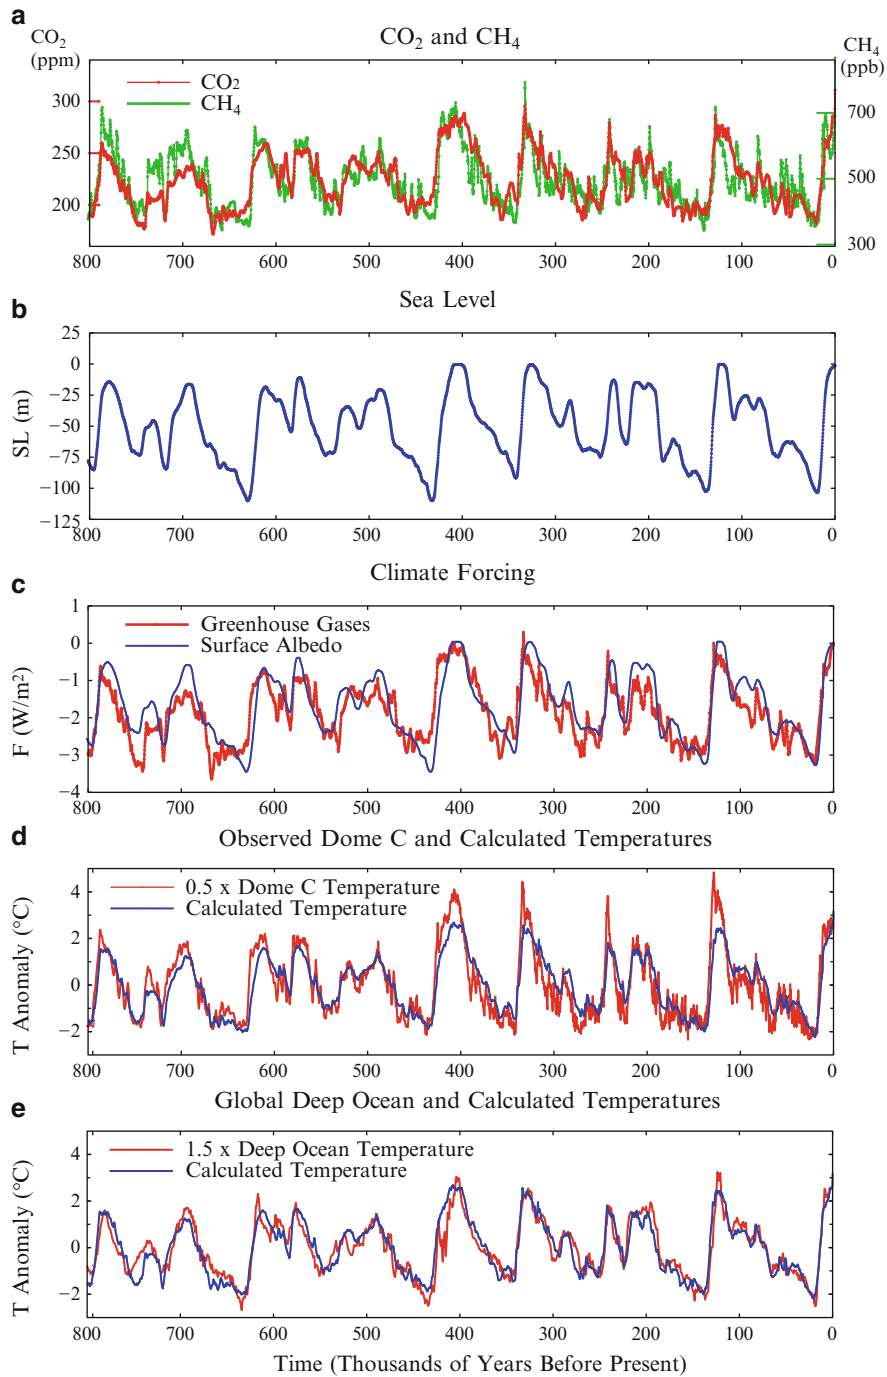 a
CO₂ and CH₄
CO₂
(ppm)
CH₄
(ppb)
CO₂
CH₄
300
250
200
700
500
300
800 700 600 500 400 300 200 100 0
b
Sea Level
SL (m)
25
0
−25
−50
−75
−100
−125
800 700 600 500 400 300 200 100 0
c
Climate Forcing
F (W/m²)
Greenhouse Gases
Surface Albedo
1
0
−1
−2
−3
−4
800 700 600 500 400 300 200 100 0
d
Observed Dome C and Calculated Temperatures
T Anomaly (°C)
0.5 x Dome C Temperature
Calculated Temperature
4
2
0
−2
800 700 600 500 400 300 200 100 0
e
Global Deep Ocean and Calculated Temperatures
T Anomaly (°C)
1.5 x Deep Ocean Temperature
Calculated Temperature
4
2
0
−2
800 700 600 500 400 300 200 100 0
Time (Thousands of Years Before Present)